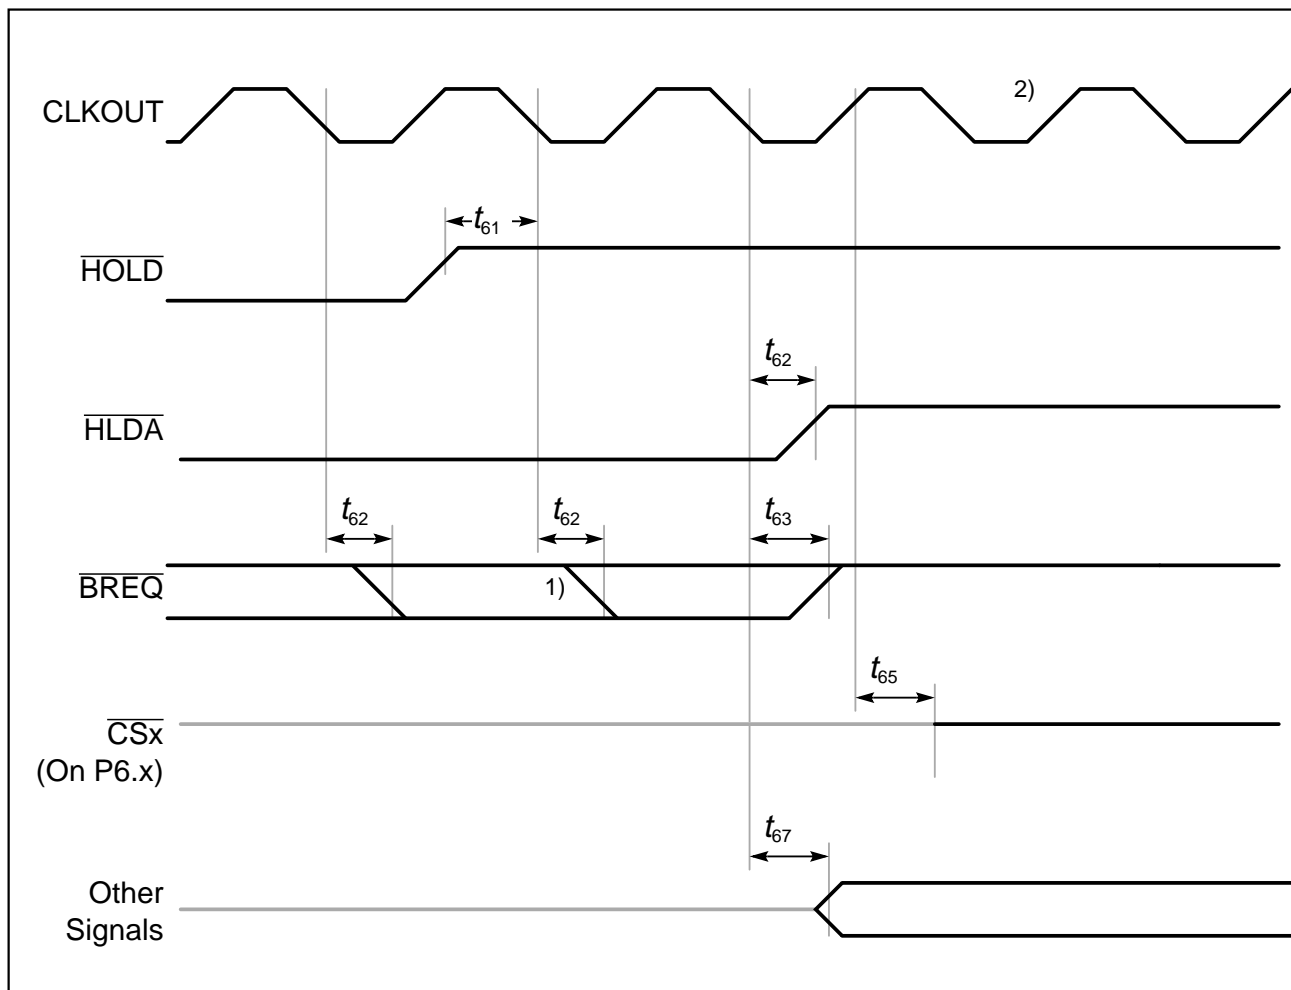 CLKOUT
2)
t61
HOLD
t62
HLDA
t62
t62
t63
BREQ
1)
t65
CSx
(On P6.x)
t67
Other
Signals